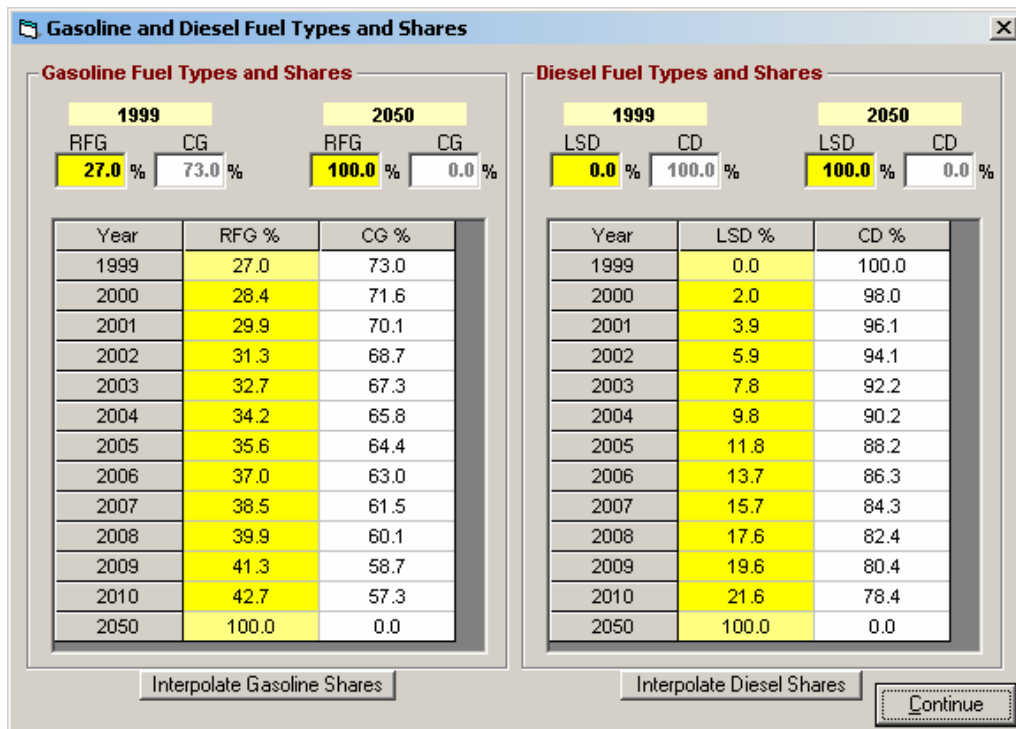 Gasoline and Diesel Fuel Types and Shares
Gasoline Fuel Types and Shares
1999 2050
RFG CG RFG CG
27.0 % 73.0 % 100.0 % 0.0 %
Year RFG % CG %
1999 27.0 73.0
2000 28.4 71.6
2001 29.9 70.1
2002 31.3 68.7
2003 32.7 67.3
2004 34.2 65.8
2005 35.6 64.4
2006 37.0 63.0
2007 38.5 61.5
2008 39.9 60.1
2009 41.3 58.7
2010 42.7 57.3
2050 100.0 0.0
Interpolate Gasoline Shares
Diesel Fuel Types and Shares
1999 2050
LSD CD LSD CD
0.0 % 100.0 % 100.0 % 0.0 %
Year LSD % CD %
1999 0.0 100.0
2000 2.0 98.0
2001 3.9 96.1
2002 5.9 94.1
2003 7.8 92.2
2004 9.8 90.2
2005 11.8 88.2
2006 13.7 86.3
2007 15.7 84.3
2008 17.6 82.4
2009 19.6 80.4
2010 21.6 78.4
2050 100.0 0.0
Interpolate Diesel Shares
Continue